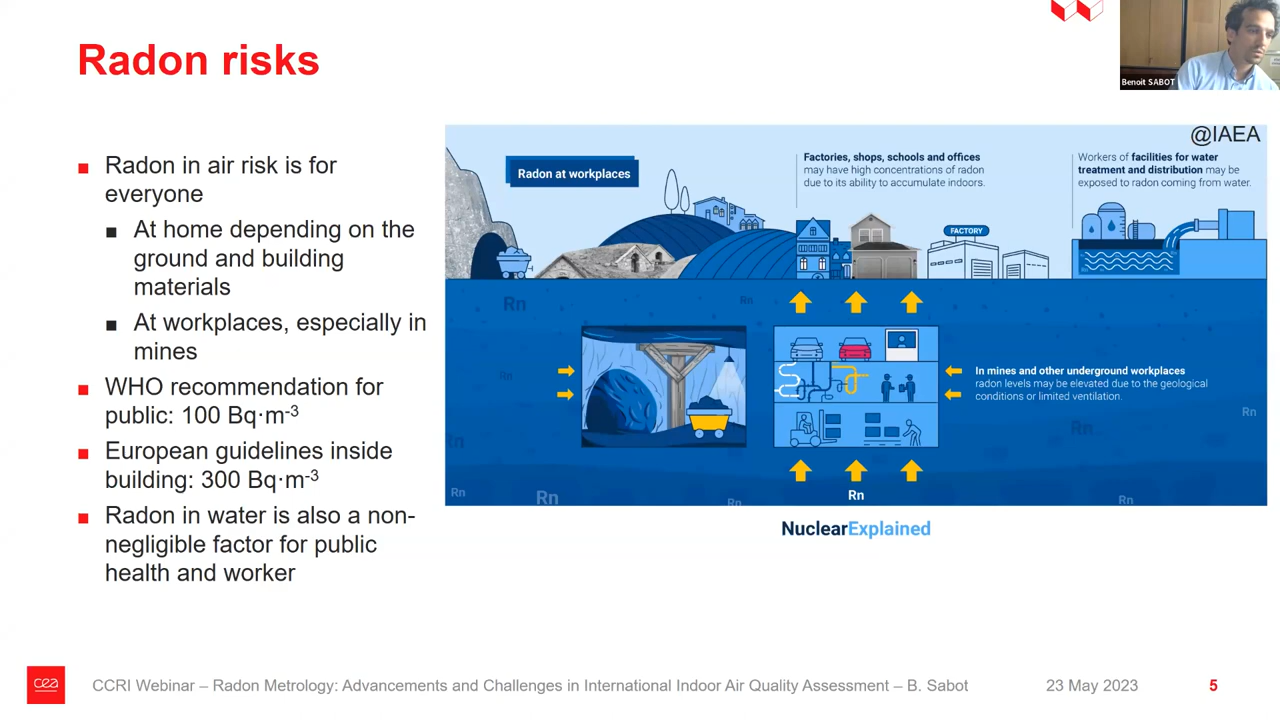 Radon risks
Benoit SABOT
Radon in air risk is for
everyone
At home depending on the
ground and building
materials
At workplaces, especially in
mines
WHO recommendation for
public: 100 Bq·m-3
European guidelines inside
building: 300 Bq·m-3
Radon in water is also a non-
negligible factor for public
health and worker
@IAEA
Radon at workplaces
Factories, shops, schools and offices
may have high concentrations of radon
due to its ability to accumulate indoors.
Workers of facilities for water
treatment and distribution may be
exposed to radon coming from water.
FACTORY
Rn
Rn
Rn
In mines and other underground workplaces
radon levels may be elevated due to the geological
conditions or limited ventilation.
Rn
Rn
Rn
Rn
Rn
Rn
Rn
Rn
Rn
NuclearExplained
cea
CCRI Webinar – Radon Metrology: Advancements and Challenges in International Indoor Air Quality Assessment – B. Sabot
23 May 2023
5